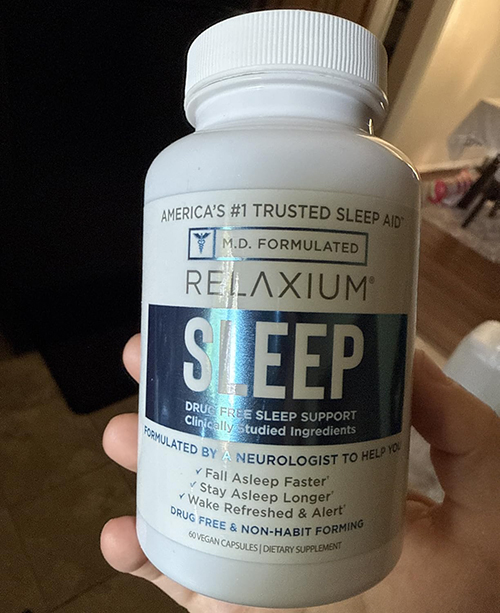 AMERICA'S #1 TRUSTED SLEEP AID™
M.D. FORMULATED
RELAXIUM®
SLEEP
DRUG FREE SLEEP SUPPORT
Clinically Studied Ingredients
FORMULATED BY A NEUROLOGIST TO HELP YOU
✓ Fall Asleep Faster†
✓ Stay Asleep Longer†
✓ Wake Refreshed & Alert†
DRUG FREE & NON-HABIT FORMING
60 VEGAN CAPSULES | DIETARY SUPPLEMENT